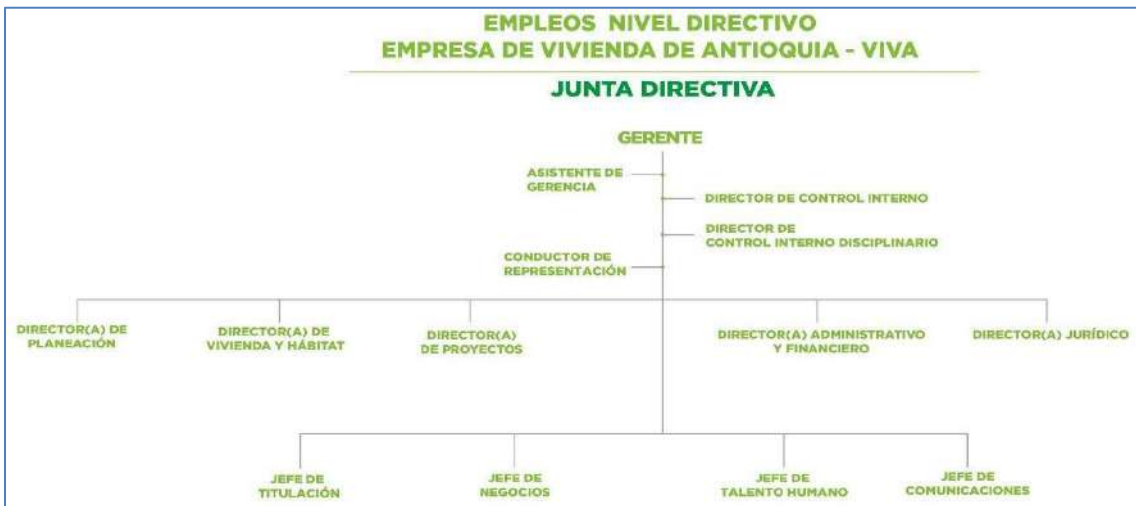 EMPLEOS NIVEL DIRECTIVO
EMPRESA DE VIVIENDA DE ANTIOQUIA - VIVA
JUNTA DIRECTIVA
GERENTE
ASISTENTE DE
GERENCIA
DIRECTOR DE CONTROL INTERNO
DIRECTOR DE
CONTROL INTERNO DISCIPLINARIO
CONDUCTOR DE
REPRESENTACIÓN
DIRECTOR(A) DE
PLANEACIÓN
DIRECTOR(A) DE
VIVIENDA Y HÁBITAT
DIRECTOR(A)
DE PROYECTOS
DIRECTOR(A) ADMINISTRATIVO
Y FINANCIERO
DIRECTOR(A) JURÍDICO
JEFE DE
TITULACIÓN
JEFE DE
NEGOCIOS
JEFE DE
TALENTO HUMANO
JEFE DE
COMUNICACIONES